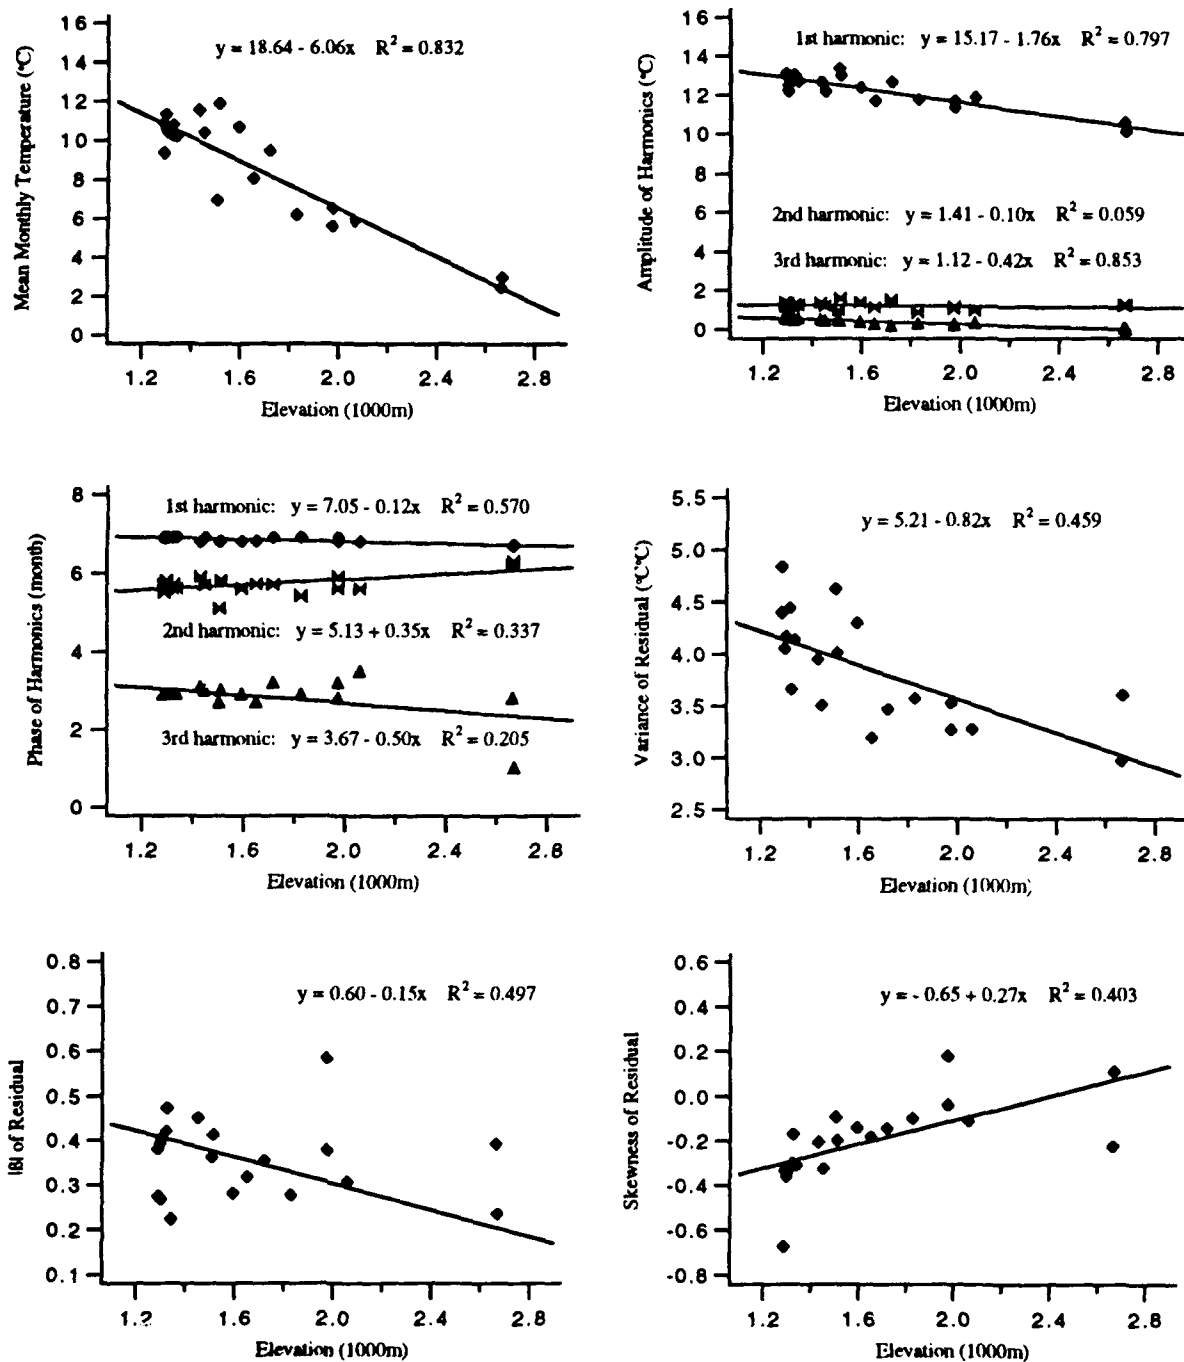 Mean Monthly Temperature (°C)
16
14
12
10
8
6
4
2
0
y = 18.64 - 6.06x R² = 0.832
1.2 1.6 2.0 2.4 2.8
Elevation (1000m)
Amplitude of Harmonics (°C)
16
14
12
10
8
6
4
2
0
1st harmonic: y = 15.17 - 1.76x R² = 0.797
2nd harmonic: y = 1.41 - 0.10x R² = 0.059
3rd harmonic: y = 1.12 - 0.42x R² = 0.853
1.2 1.6 2.0 2.4 2.8
Elevation (1000m)
Phase of Harmonics (month)
8
6
4
2
0
1st harmonic: y = 7.05 - 0.12x R² = 0.570
2nd harmonic: y = 5.13 + 0.35x R² = 0.337
3rd harmonic: y = 3.67 - 0.50x R² = 0.205
1.2 1.6 2.0 2.4 2.8
Elevation (1000m)
Variance of Residual (°C°C)
5.5
5.0
4.5
4.0
3.5
3.0
2.5
y = 5.21 - 0.82x R² = 0.459
1.2 1.6 2.0 2.4 2.8
Elevation (1000m)
|ß| of Residual
0.8
0.7
0.6
0.5
0.4
0.3
0.2
0.1
y = 0.60 - 0.15x R² = 0.497
1.2 1.6 2.0 2.4 2.8
Elevation (1000m)
Skewness of Residual
0.6
0.4
0.2
0.0
-0.2
-0.4
-0.6
-0.8
y = - 0.65 + 0.27x R² = 0.403
1.2 1.6 2.0 2.4 2.8
Elevation (1000m)